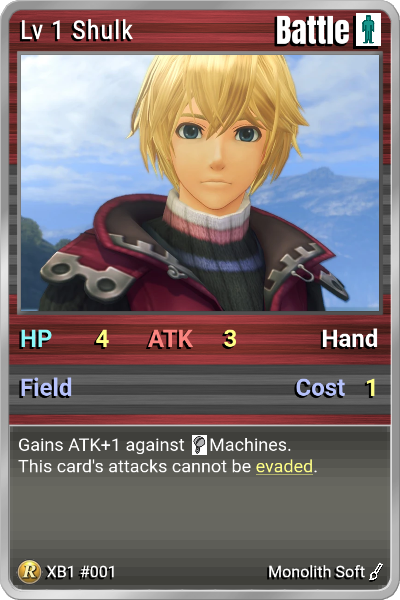 Lv 1 Shulk Battle
HP 4 ATK 3 Hand
Field Cost 1
Gains ATK+1 against Machines.
This card's attacks cannot be evaded.
R XB1 #001 Monolith Soft